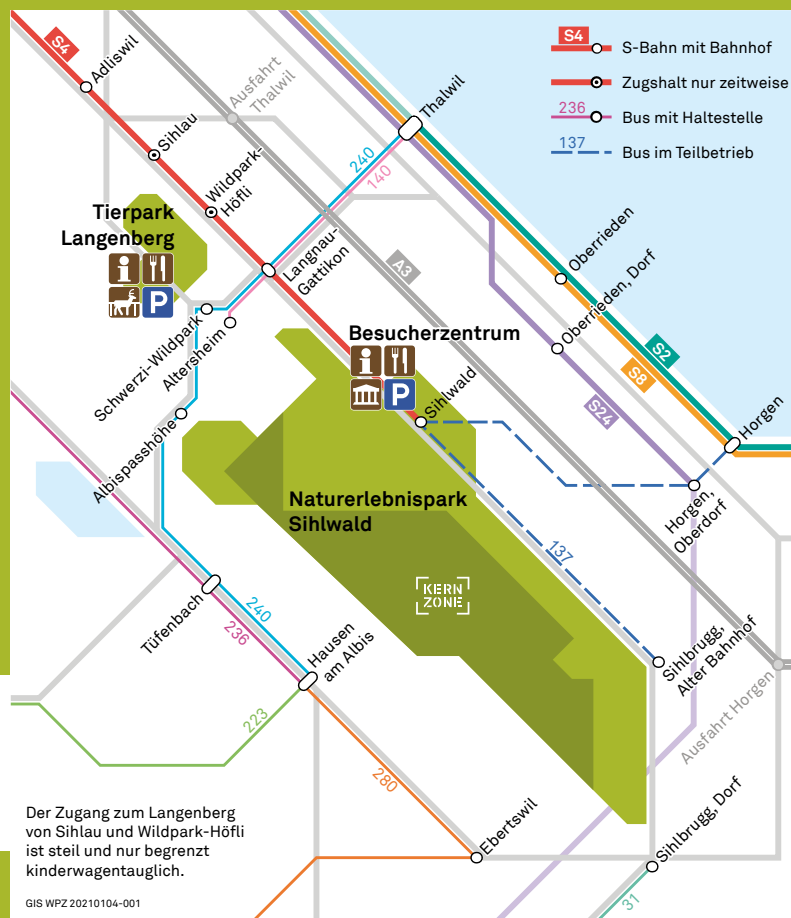 S4
Adliswil
Ausfahrt
Thalwil
Thalwil
S4
S-Bahn mit Bahnhof
Zugshalt nur zeitweise
236
Bus mit Haltestelle
137
Bus im Teilbetrieb
Sihlau
Wildpark-
Höfli
240
140
Tierpark
Langenberg
i
P
Langnau-
Gattikon
A3
Oberrieden
Oberrieden, Dorf
Schwerzi-Wildpark
Altersheim
Besucherzentrum
i
P
Sihlwald
S2
S8
S24
Horgen
Albispasshöhe
Naturerlebnispark
Sihlwald
Horgen,
Oberdorf
137
KERN
ZONE
Tüfenbach
240
236
Hausen
am Albis
Sihlbrugg,
Alter Bahnhof
Ausfahrt Horgen
223
280
Ebertswil
Sihlbrugg, Dorf
31
Der Zugang zum Langenberg
von Sihlau und Wildpark-Höfli
ist steil und nur begrenzt
kinderwagentauglich.
GIS WPZ 20210104-001